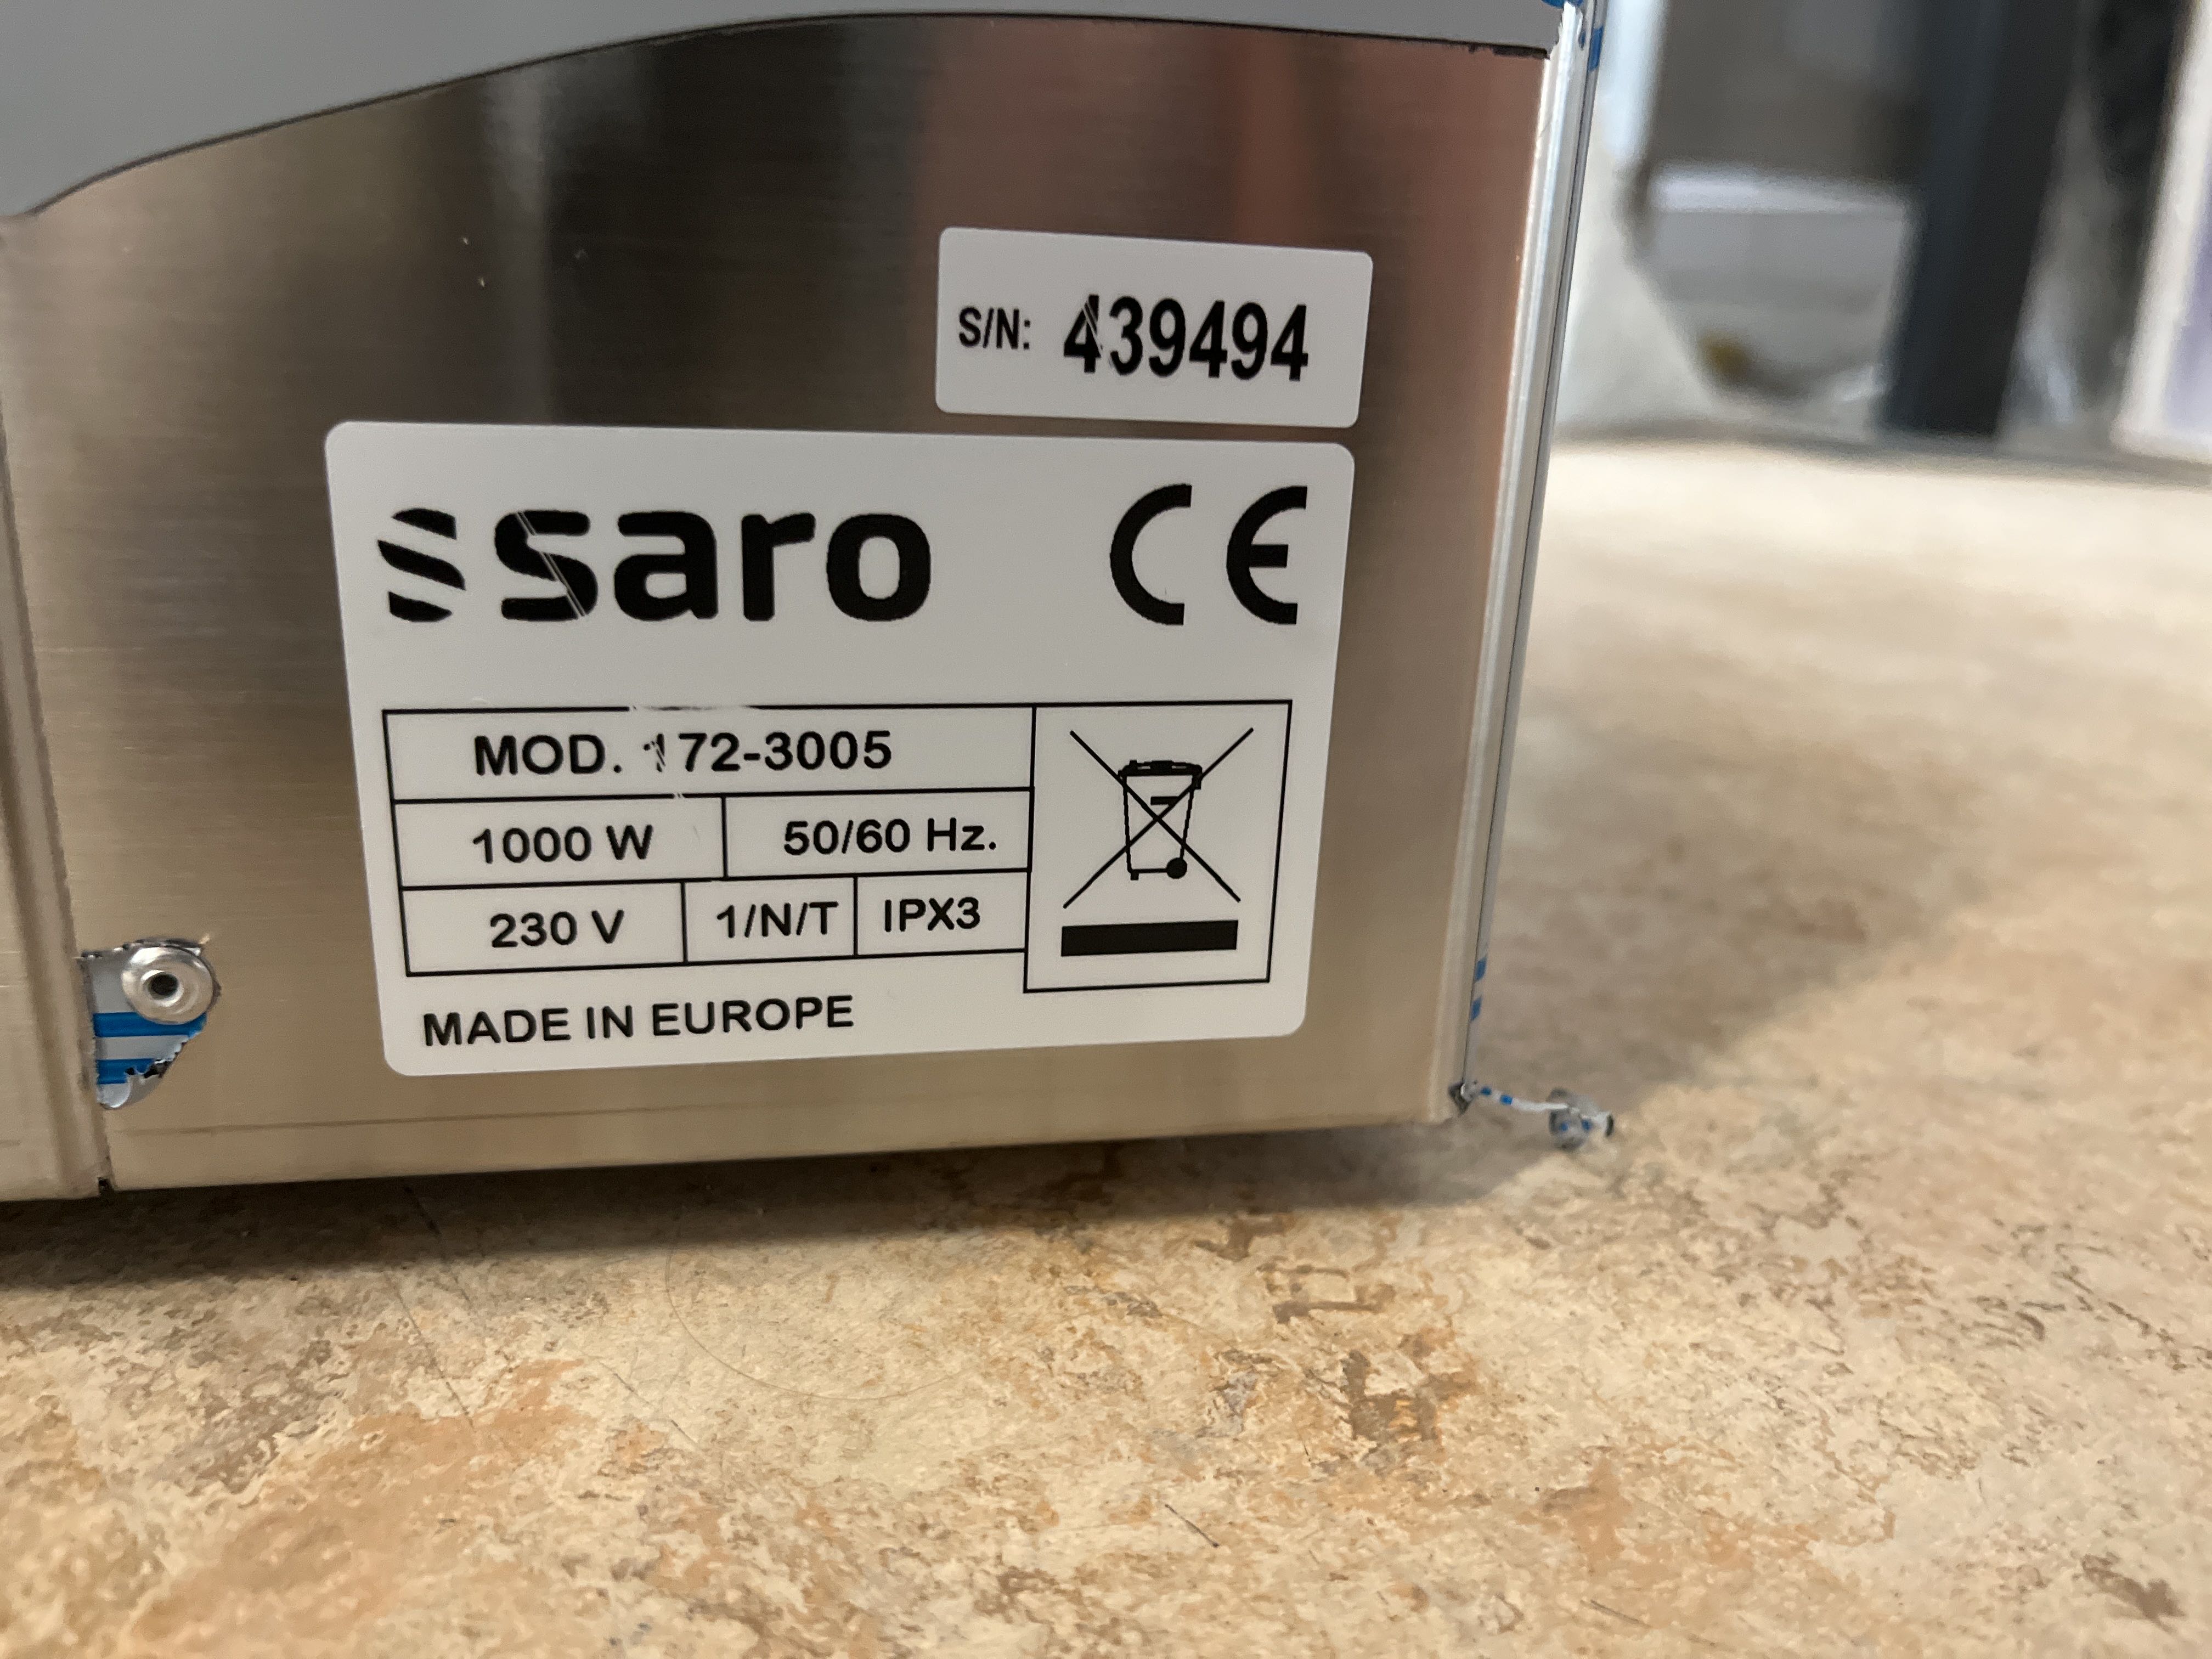 S/N: 439494
saro CE
MOD. 172-3005
1000 W 50/60 Hz.
230 V 1/N/T IPX3
MADE IN EUROPE